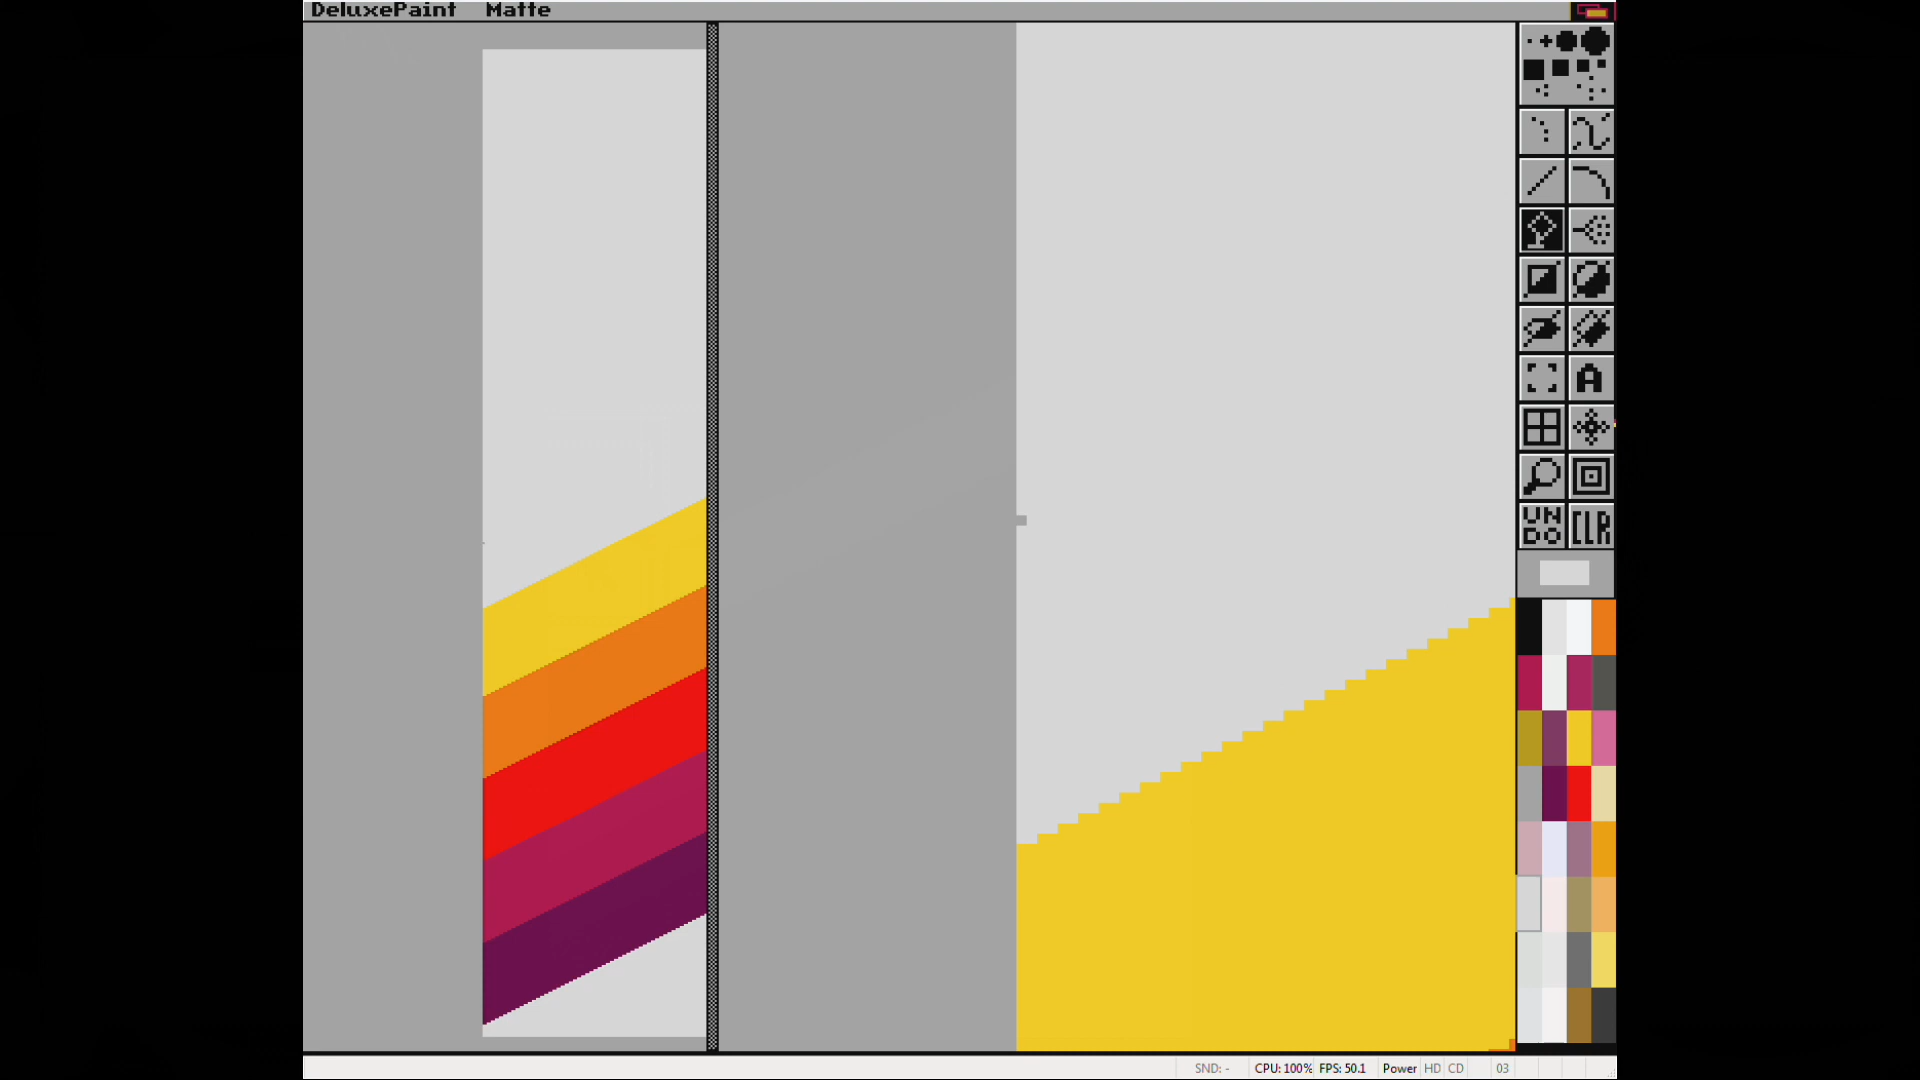 DeluxePaint Matte
A
UN
DO
CLR
SND: - CPU: 100% FPS: 50.1 Power HD CD 03